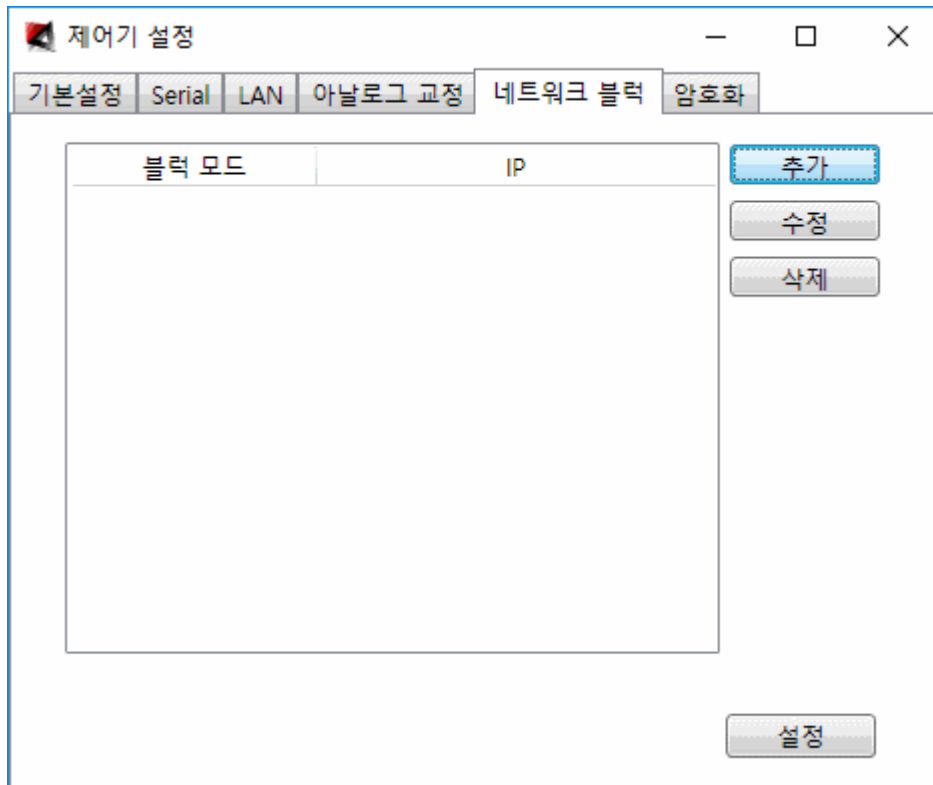 제어기 설정
기본설정 Serial LAN 아날로그 교정 네트워크 블럭 암호화
블럭 모드 IP 추가
수정
삭제
설정